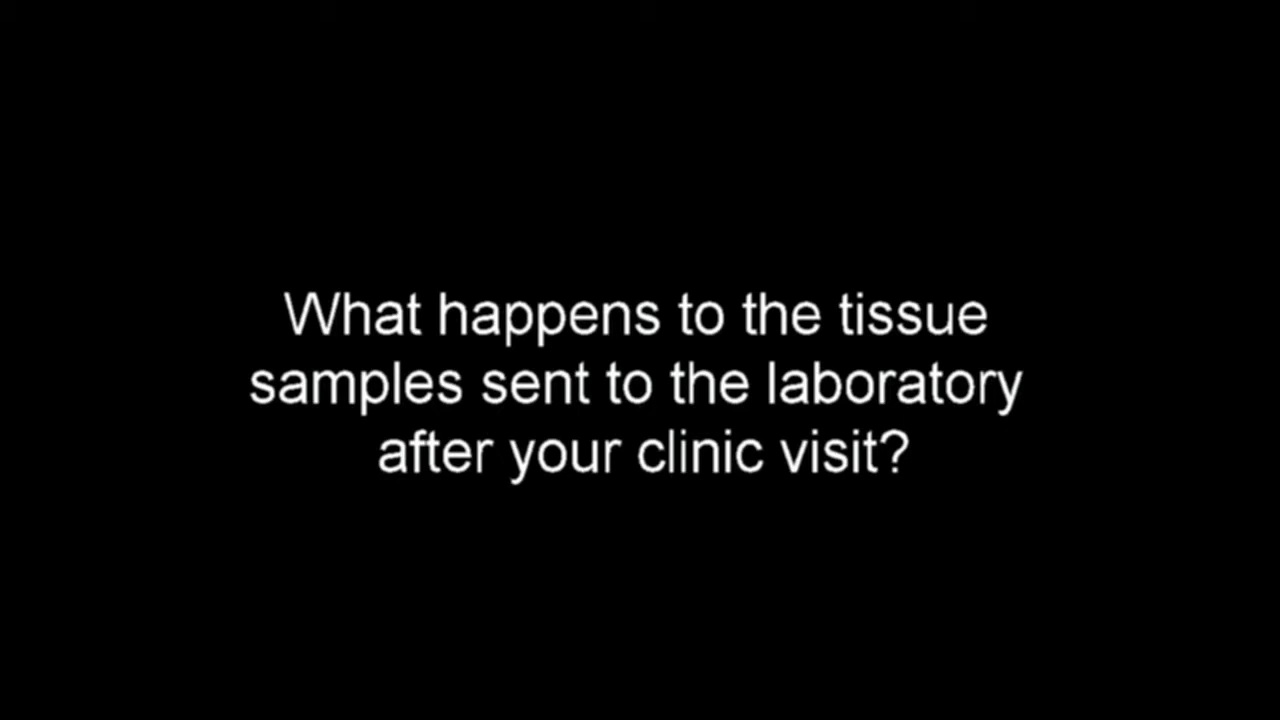 What happens to the tissue
samples sent to the laboratory
after your clinic visit?